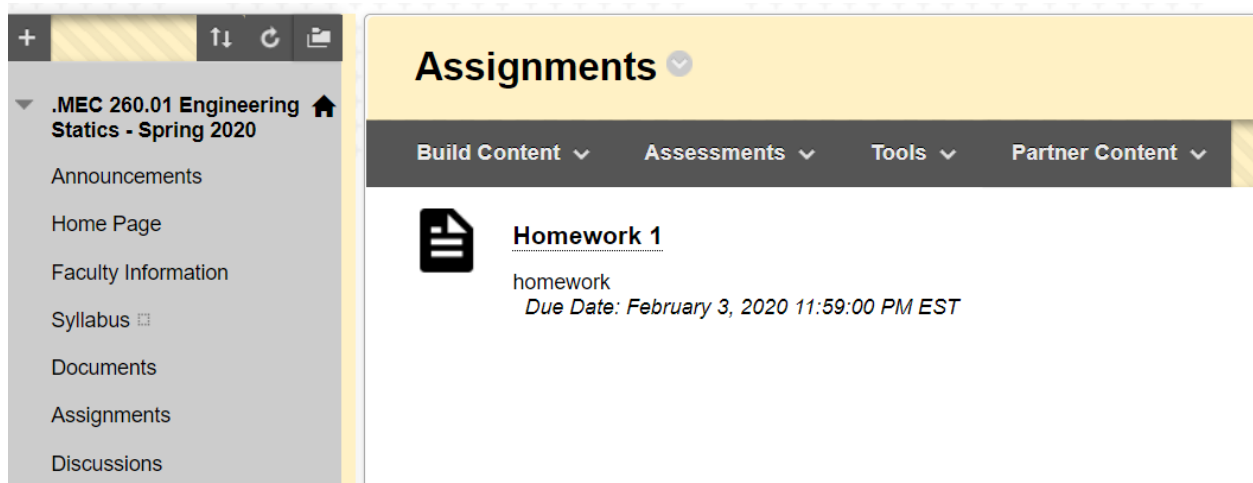 .MEC 260.01 Engineering
Statics - Spring 2020
Announcements
Home Page
Faculty Information
Syllabus
Documents
Assignments
Discussions
Assignments
Build Content
Assessments
Tools
Partner Content
Homework 1
homework
Due Date: February 3, 2020 11:59:00 PM EST